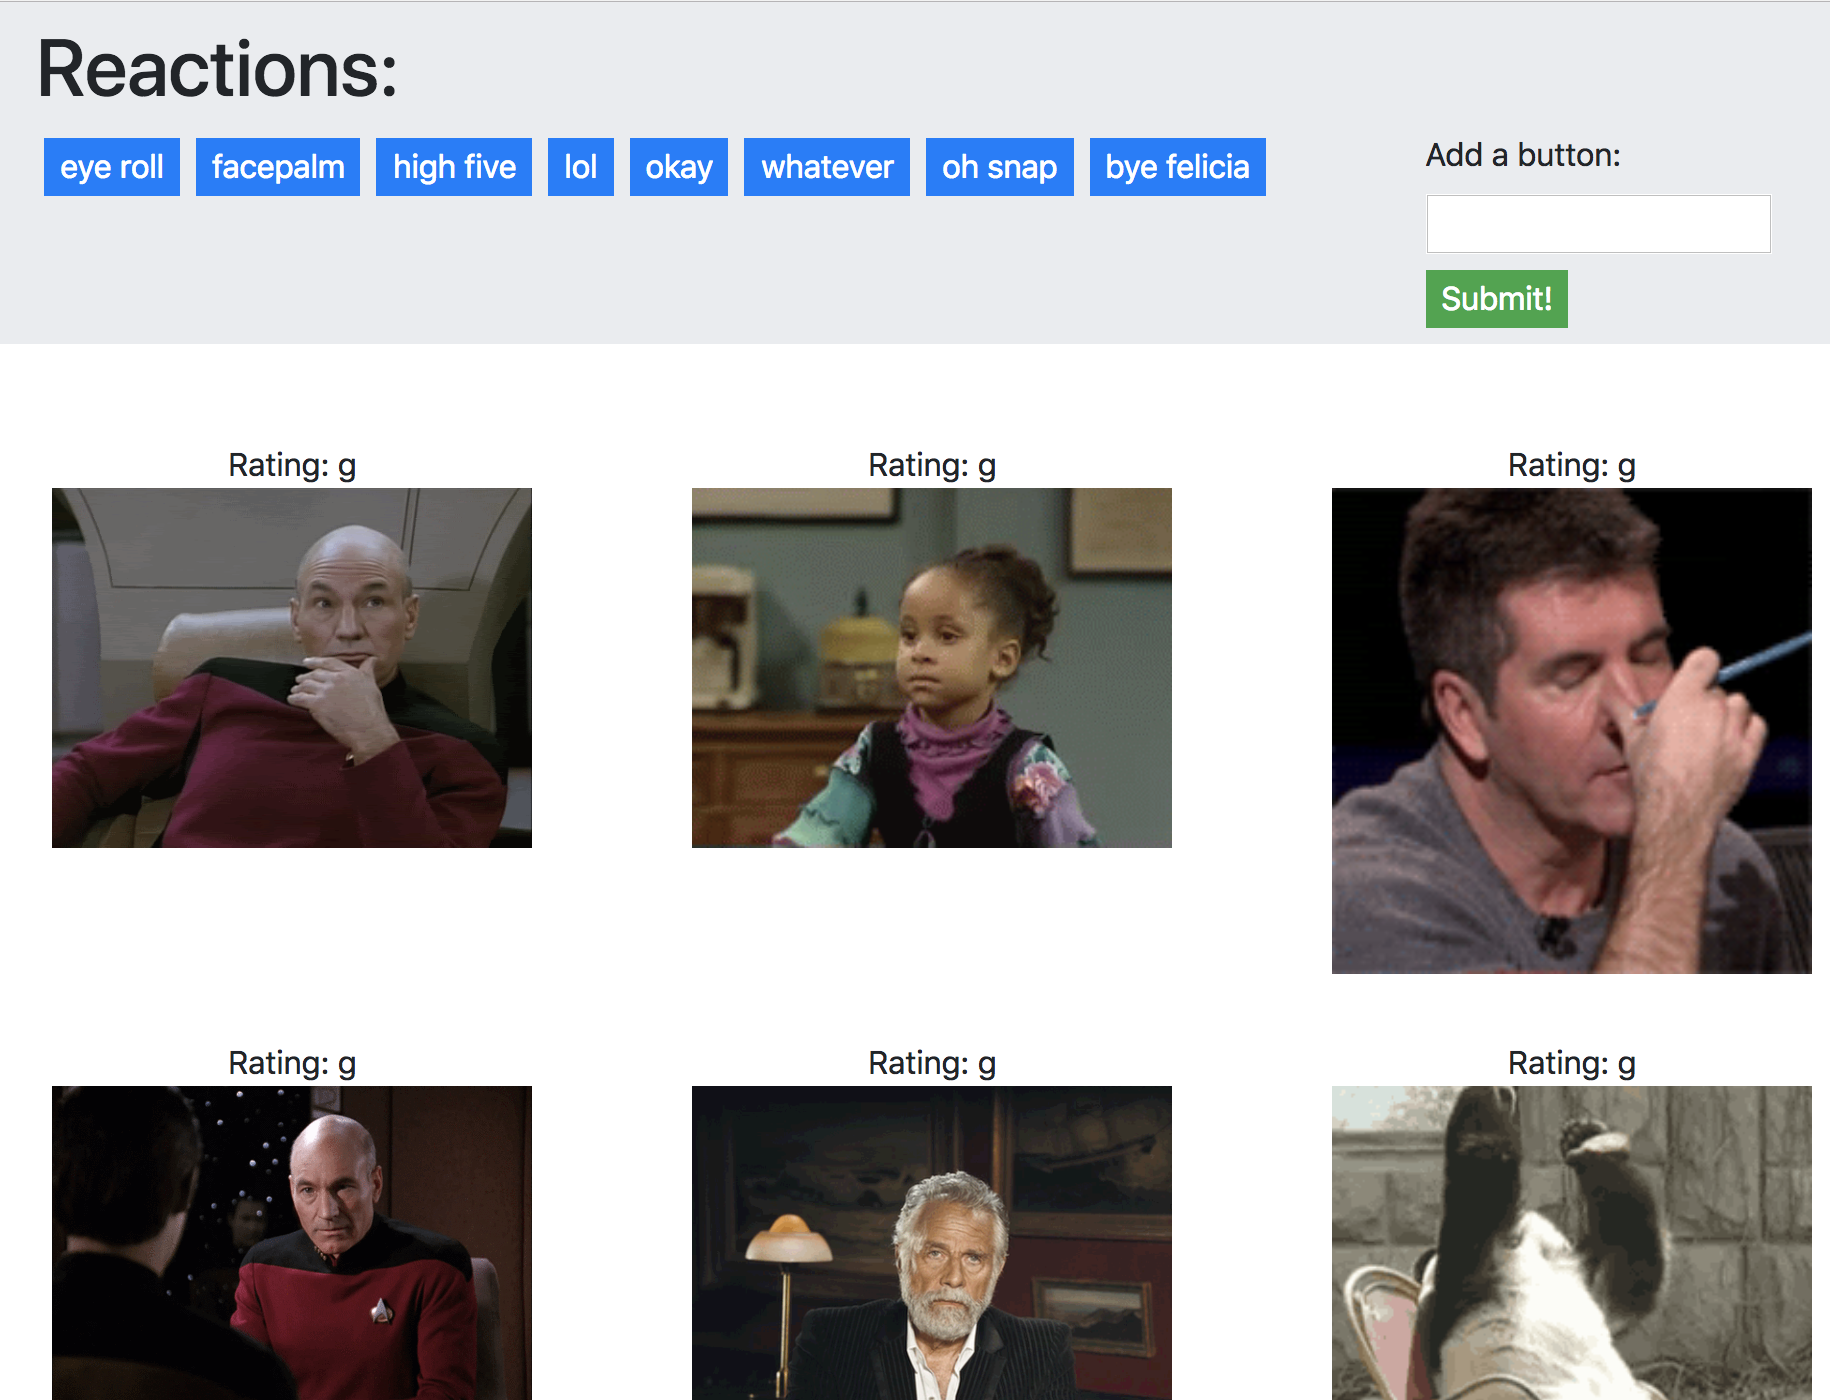 Reactions:
eye roll facepalm high five lol okay whatever oh snap bye felicia
Add a button:
Submit!
Rating: g Rating: g Rating: g
Rating: g Rating: g Rating: g